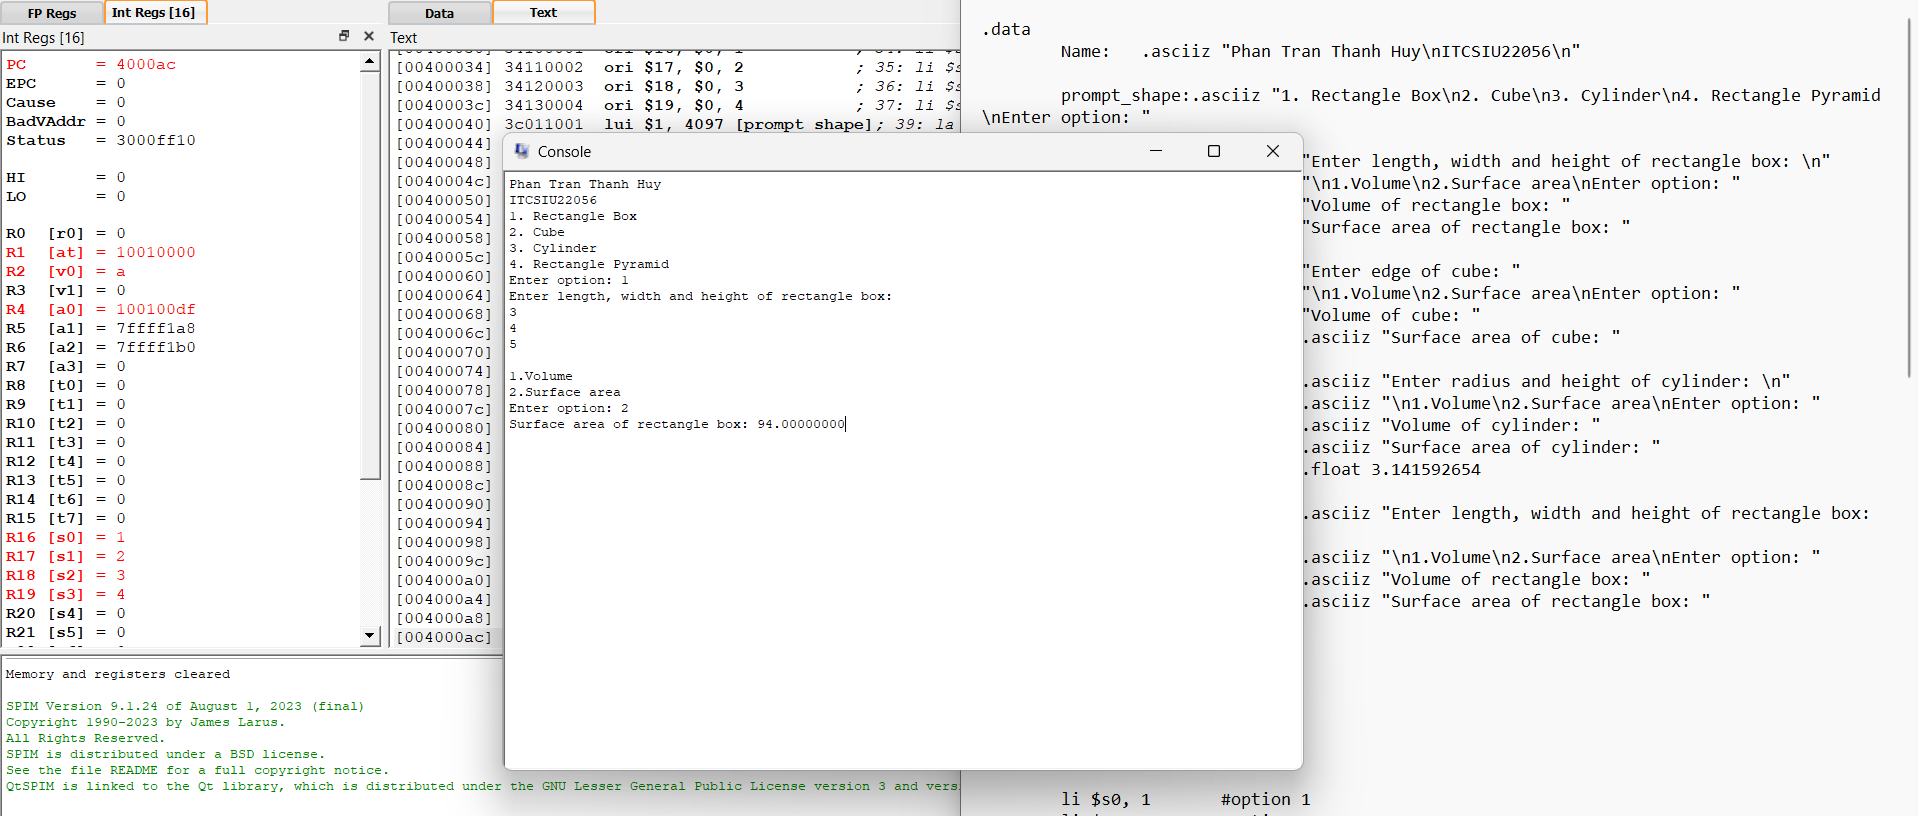 FP Regs
Int Regs [16]
Data
Text
Int Regs [16]
PC = 4000ac
EPC = 0
Cause = 0
BadVAddr = 0
Status = 3000ff10
HI = 0
LO = 0
R0 [r0] = 0
R1 [at] = 10010000
R2 [v0] = a
R3 [v1] = 0
R4 [a0] = 100100df
R5 [a1] = 7ffff1a8
R6 [a2] = 7ffff1b0
R7 [a3] = 0
R8 [t0] = 0
R9 [t1] = 0
R10 [t2] = 0
R11 [t3] = 0
R12 [t4] = 0
R13 [t5] = 0
R14 [t6] = 0
R15 [t7] = 0
R16 [s0] = 1
R17 [s1] = 2
R18 [s2] = 3
R19 [s3] = 4
R20 [s4] = 0
R21 [s5] = 0
Text
[00400034] 34110002 ori $17, $0, 2 ; 35: li $s
[00400038] 34120003 ori $18, $0, 3 ; 36: li $s
[0040003c] 34130004 ori $19, $0, 4 ; 37: li $s
[00400040] 3c011001 lui $1, 4097 [prompt_shape]; 39: la
[00400044]
[00400048]
[0040004c]
[00400050]
[00400054]
[00400058]
[0040005c]
[00400060]
[00400064]
[00400068]
[0040006c]
[00400070]
[00400074]
[00400078]
[0040007c]
[00400080]
[00400084]
[00400088]
[0040008c]
[00400090]
[00400094]
[00400098]
[0040009c]
[004000a0]
[004000a4]
[004000a8]
[004000ac]
Console
Phan Tran Thanh Huy
ITCSIU22056
1. Rectangle Box
2. Cube
3. Cylinder
4. Rectangle Pyramid
Enter option: 1
Enter length, width and height of rectangle box:
3
4
5
1.Volume
2.Surface area
Enter option: 2
Surface area of rectangle box: 94.00000000
.data
Name: .asciiz "Phan Tran Thanh Huy\nITCSIU22056\n"
prompt_shape:.asciiz "1. Rectangle Box\n2. Cube\n3. Cylinder\n4. Rectangle Pyramid
\nEnter option: "
"Enter length, width and height of rectangle box: \n"
"\n1.Volume\n2.Surface area\nEnter option: "
"Volume of rectangle box: "
"Surface area of rectangle box: "
"Enter edge of cube: "
"\n1.Volume\n2.Surface area\nEnter option: "
"Volume of cube: "
.asciiz "Surface area of cube: "
.asciiz "Enter radius and height of cylinder: \n"
.asciiz "\n1.Volume\n2.Surface area\nEnter option: "
.asciiz "Volume of cylinder: "
.asciiz "Surface area of cylinder: "
.float 3.141592654
.asciiz "Enter length, width and height of rectangle box:
.asciiz "\n1.Volume\n2.Surface area\nEnter option: "
.asciiz "Volume of rectangle box: "
.asciiz "Surface area of rectangle box: "
li $s0, 1 #option 1
Memory and registers cleared
SPIM Version 9.1.24 of August 1, 2023 (final)
Copyright 1990-2023 by James Larus.
All Rights Reserved.
SPIM is distributed under a BSD license.
See the file README for a full copyright notice.
QtSPIM is linked to the Qt library, which is distributed under the GNU Lesser General Public License version 3 and vers